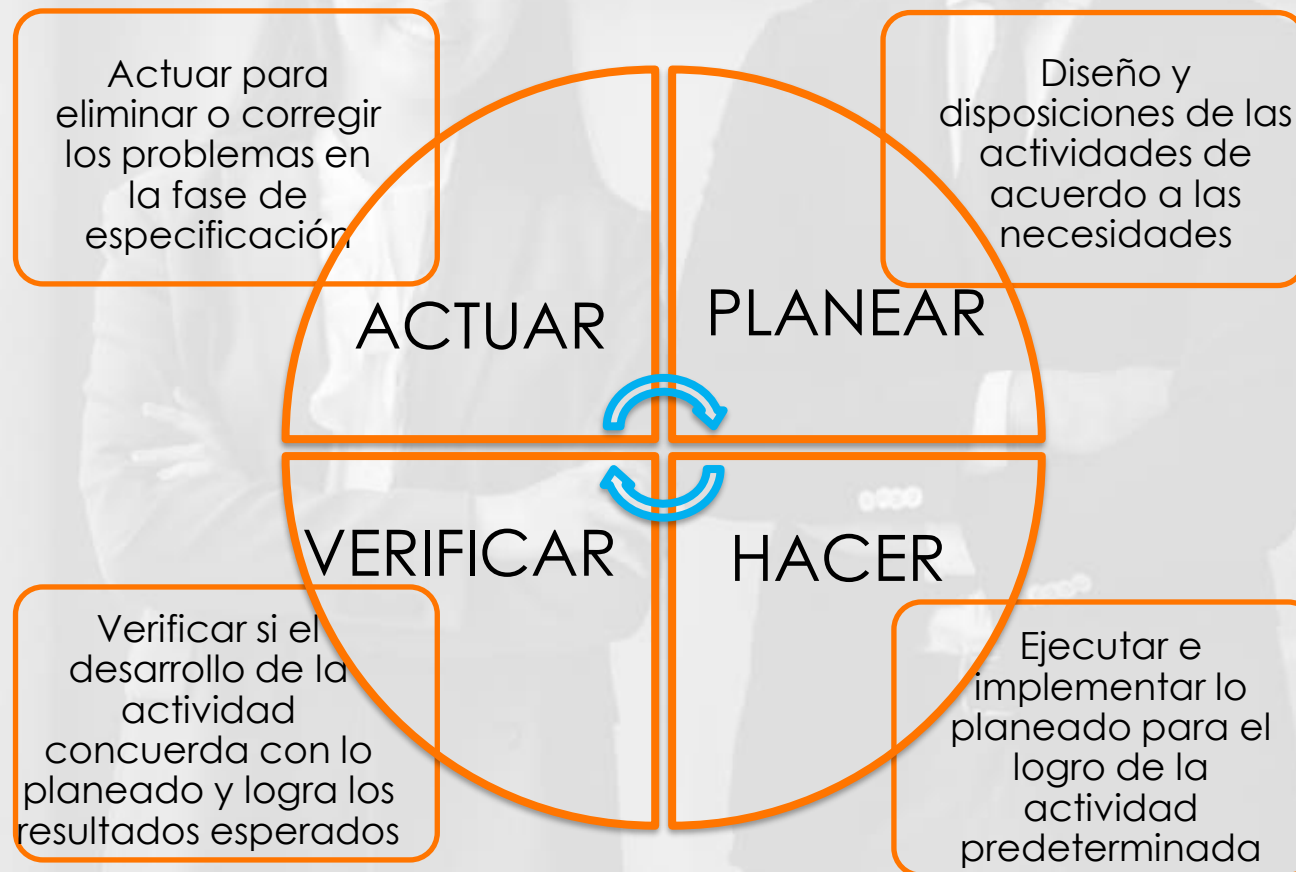 Actuar para
eliminar o corregir
los problemas en
la fase de
especificación
Diseño y
disposiciones de las
actividades de
acuerdo a las
necesidades
ACTUAR
PLANEAR
VERIFICAR
HACER
Verificar si el
desarrollo de la
actividad
concuerda con lo
planeado y logra los
resultados esperados
Ejecutar e
implementar lo
planeado para el
logro de la
actividad
predeterminada